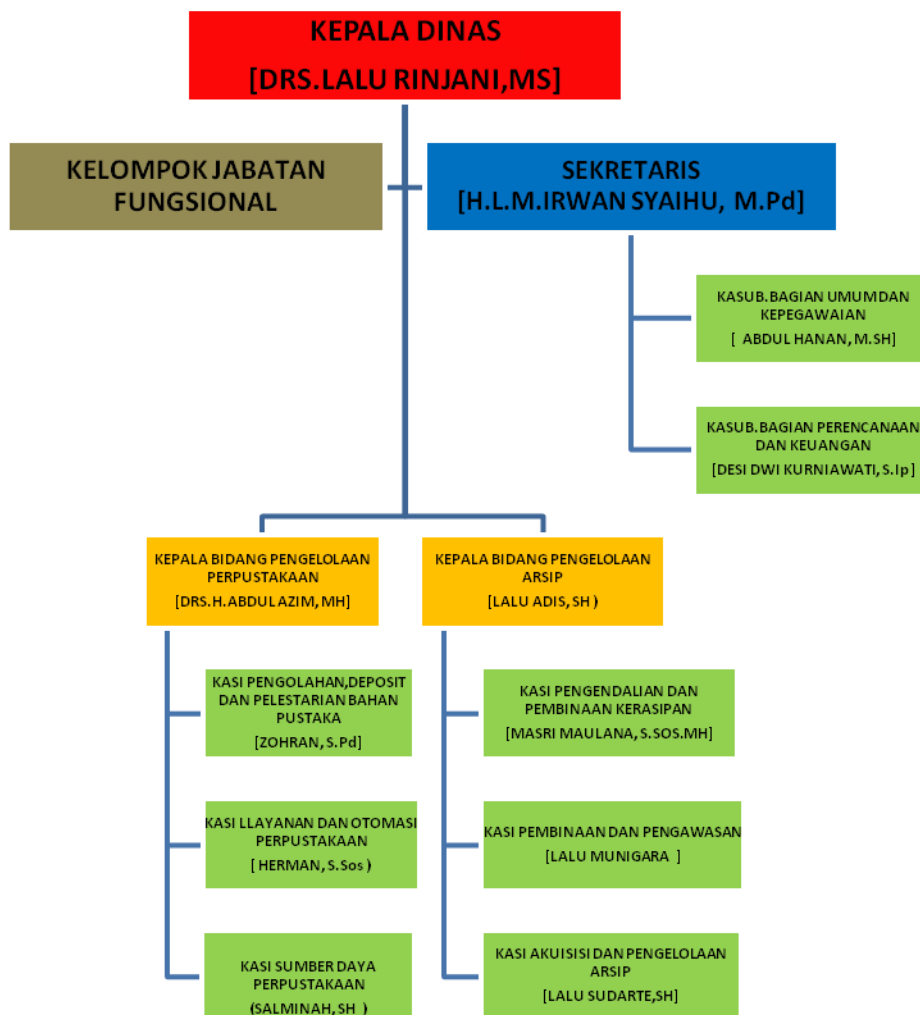 KEPALA DINAS
[DRS.LALU RINJANI,MS]
KELOMPOK JABATAN
FUNGSIONAL
SEKRETARIS
[H.L.M.IRWAN SYAIHU, M.Pd]
KASUB.BAGIAN UMUMDAN
KEPEGAWAIAN
[ ABDUL HANAN, M.SH]
KASUB.BAGIAN PERENCANAAN
DAN KEUANGAN
[DESI DWI KURNIAWATI, S.Ip]
KEPALA BIDANG PENGELOLAAN
PERPUSTAKAAN
[DRS.H.ABDUL AZIM, MH]
KEPALA BIDANG PENGELOLAAN
ARSIP
[LALU ADIS, SH )
KASI PENGOLAHAN,DEPOSIT
DAN PELESTARIAN BAHAN
PUSTAKA
[ZOHRAN, S.Pd]
KASI LLAYANAN DAN OTOMASI
PERPUSTAKAAN
[ HERMAN, S.Sos )
KASI SUMBER DAYA
PERPUSTAKAAN
(SALMINAH, SH )
KASI PENGENDALIAN DAN
PEMBINAAN KERASIPAN
[MASRI MAULANA, S.SOS.MH]
KASI PEMBINAAN DAN PENGAWASAN
[LALU MUNIGARA ]
KASI AKUISISI DAN PENGELOLAAN
ARSIP
[LALU SUDARTE,SH]